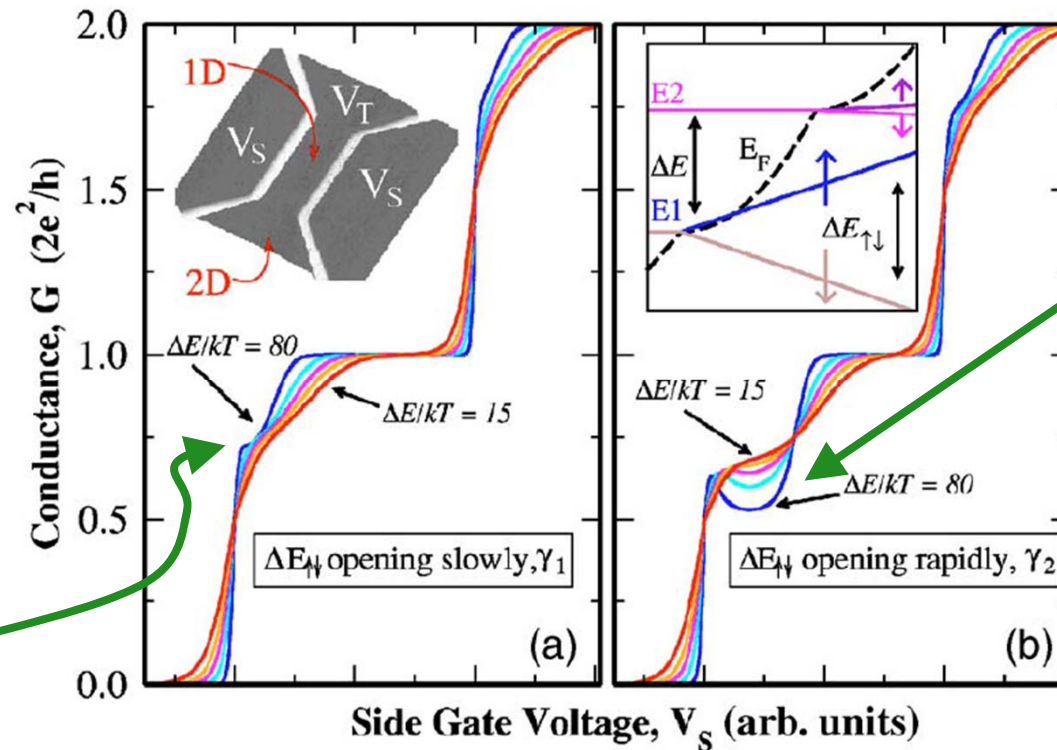 Conductance, G (2e²/h)
2.0
1.5
1.0
0.5
0.0
1D
V_T
V_S
V_S
2D
ΔE/kT = 80
ΔE/kT = 15
ΔE↑↓ opening slowly,γ₁
(a)
E2
ΔE
E_F
E1
ΔE↑↓
ΔE/kT = 15
ΔE/kT = 80
ΔE↑↓ opening rapidly, γ₂
(b)
Side Gate Voltage, V_S (arb. units)